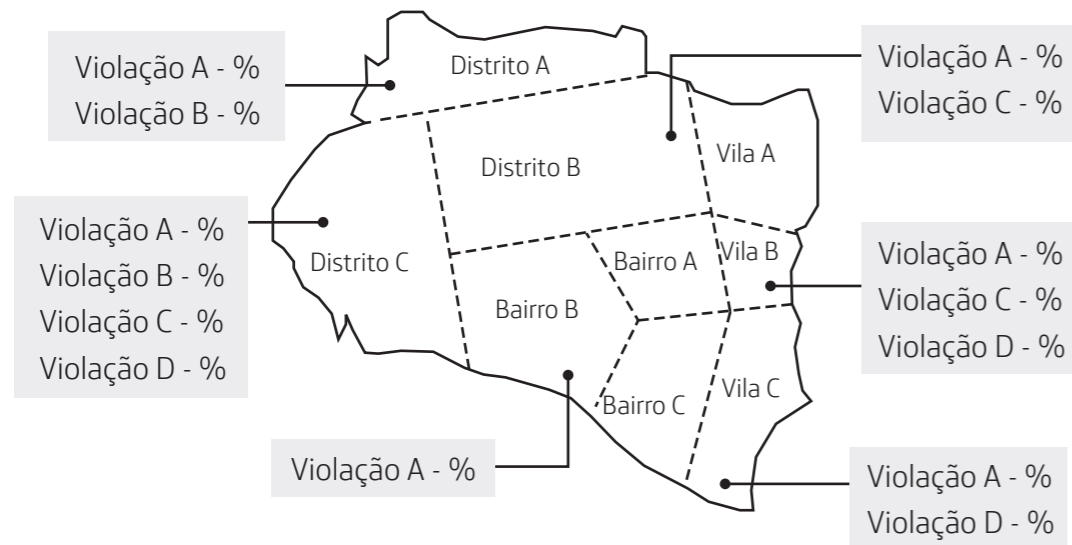 Violação A - %
Violação B - %
Distrito A
Violação A - %
Violação C - %
Distrito B
Vila A
Violação A - %
Violação B - %
Violação C - %
Violação D - %
Distrito C
Bairro A
Vila B
Violação A - %
Violação C - %
Violação D - %
Bairro B
Bairro C
Vila C
Violação A - %
Violação A - %
Violação D - %